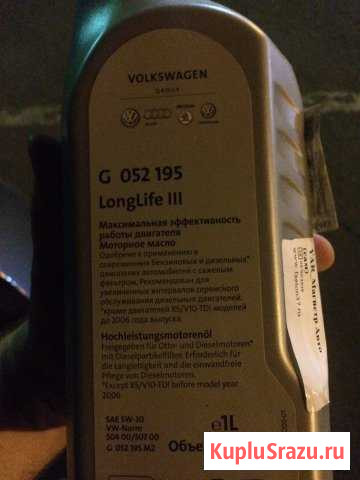 VOLKSWAGEN
GROUP
G 052 195
LongLife III
Максимальная эффективность
работы двигателя
Моторное масло
Одобрено к применению в
современных бензиновых и дизельных*
двигателях автомобилей с сажевым
фильтром. Рекомендован для
увеличенных интервалов сервисного
обслуживания дизельных двигателей.
*кроме двигателей R5/V10-TDI моделей
до 2006 года выпуска.
Hochleistungsmotorenöl
Freigegeben für Otto- und Dieselmotoren*
mit Dieselpartikelfilter. Erforderlich für
die Langlebigkeit und die einwandfreie
Pflege von Dieselmotoren.
*Except R5/V10-TDI before model year
2006.
SAE 5W-30
VW-Norm
504 00/507 00
G 052 195 M2
e1L
KupluSrazu.ru